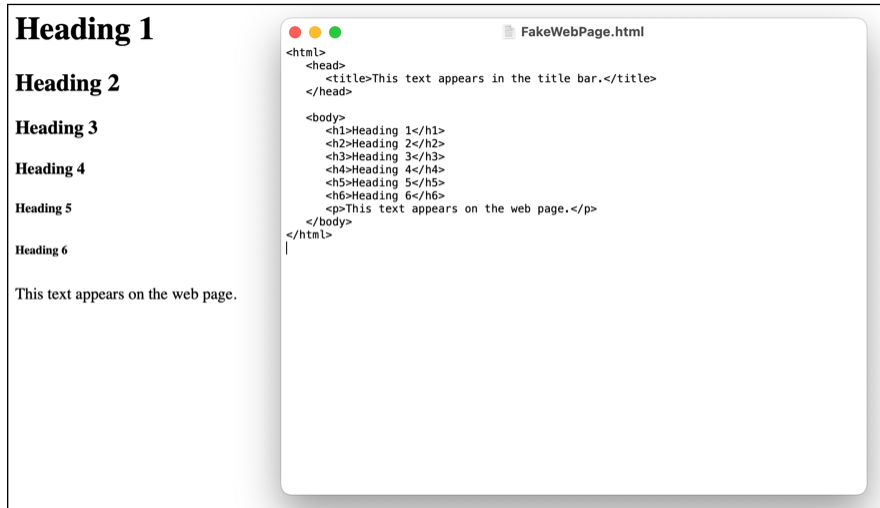 Heading 1
Heading 2
Heading 3
Heading 4
Heading 5
Heading 6
This text appears on the web page.
FakeWebPage.html
<html>
<head>
<title>This text appears in the title bar.</title>
</head>
<body>
<h1>Heading 1</h1>
<h2>Heading 2</h2>
<h3>Heading 3</h3>
<h4>Heading 4</h4>
<h5>Heading 5</h5>
<h6>Heading 6</h6>
<p>This text appears on the web page.</p>
</body>
</html>